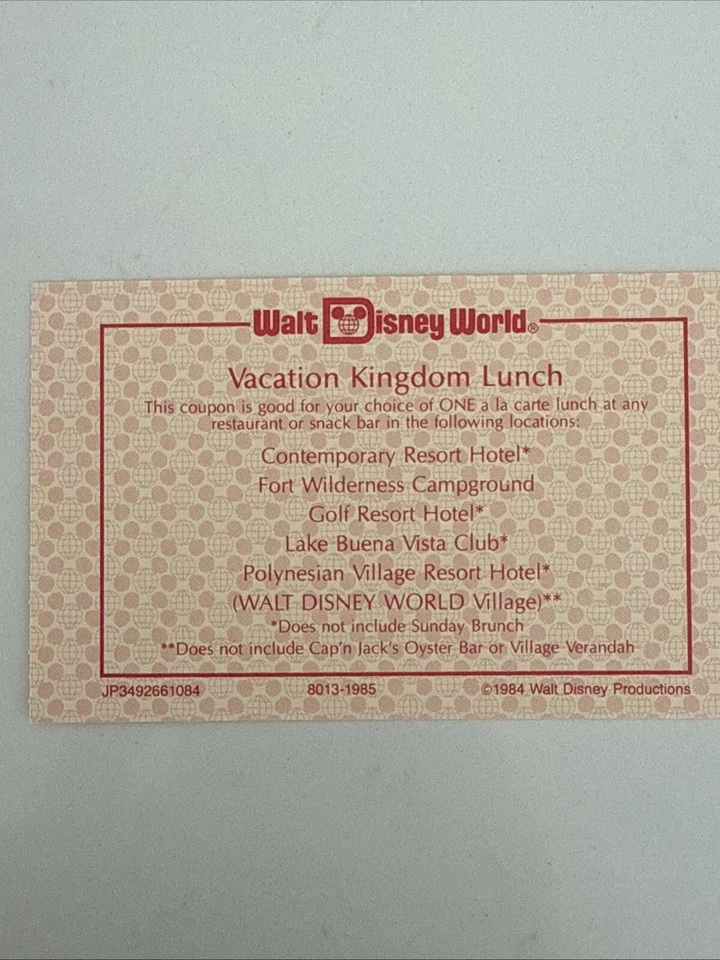 Walt Disney World®
Vacation Kingdom Lunch
This coupon is good for your choice of ONE a la carte lunch at any
restaurant or snack bar in the following locations:
Contemporary Resort Hotel*
Fort Wilderness Campground
Golf Resort Hotel*
Lake Buena Vista Club*
Polynesian Village Resort Hotel*
(WALT DISNEY WORLD Village)**
*Does not include Sunday Brunch
**Does not include Cap'n Jack's Oyster Bar or Village Verandah
JP3492661084 8013-1985 ©1984 Walt Disney Productions